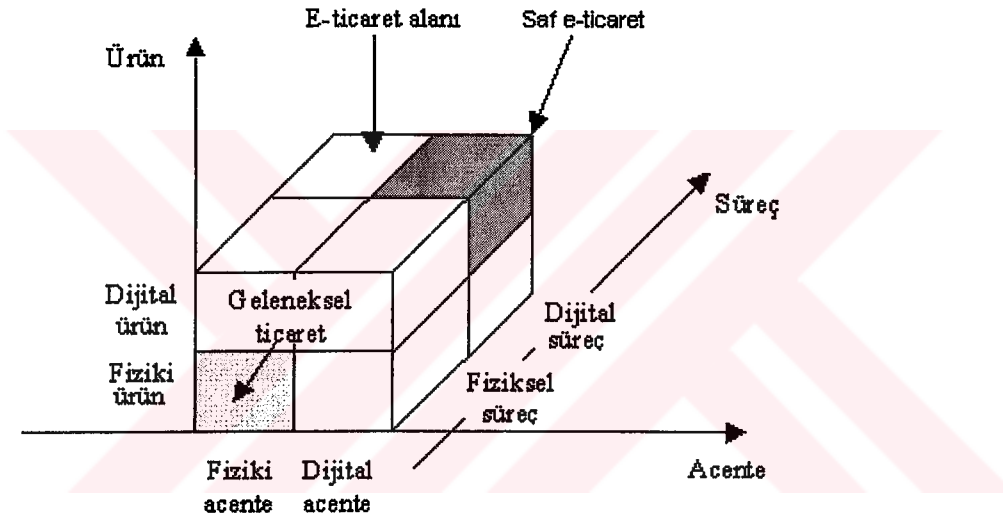 E-ticaret alanı
Saf e-ticaret
Ürün
Süreç
Dijital
ürün
Geleneksel
ticaret
Dijital
süreç
Fiziki
ürün
Fiziksel
süreç
Fiziki
acente
Dijital
acente
Acente